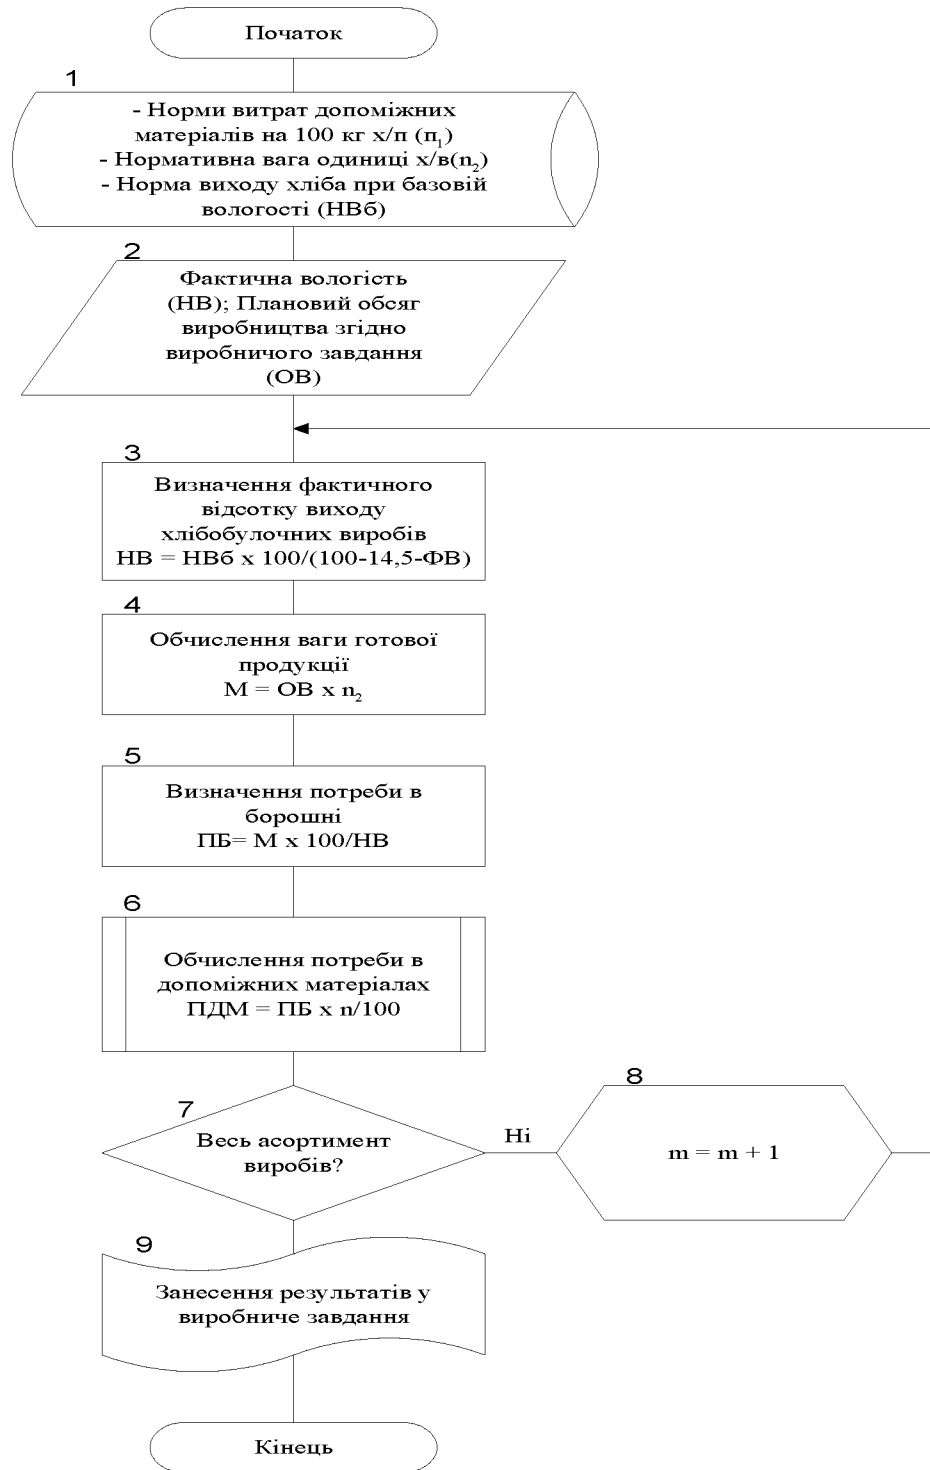 Початок
1
- Норми витрат допоміжних
матеріалів на 100 кг х/п (п₁)
- Нормативна вага одиниці х/в(n₂)
- Норма виходу хліба при базовій
вологості (НВб)
2
Фактична вологість
(НВ); Плановий обсяг
виробництва згідно
виробничого завдання
(ОВ)
3
Визначення фактичного
відсотку виходу
хлібобулочних виробів
НВ = НВб х 100/(100-14,5-ФВ)
4
Обчислення ваги готової
продукції
М = ОВ х n₂
5
Визначення потреби в
борошні
ПБ= М х 100/НВ
6
Обчислення потреби в
допоміжних матеріалах
ПДМ = ПБ х n/100
7
Весь асортимент
виробів?
Ні
8
m = m + 1
9
Занесення результатів у
виробниче завдання
Кінець